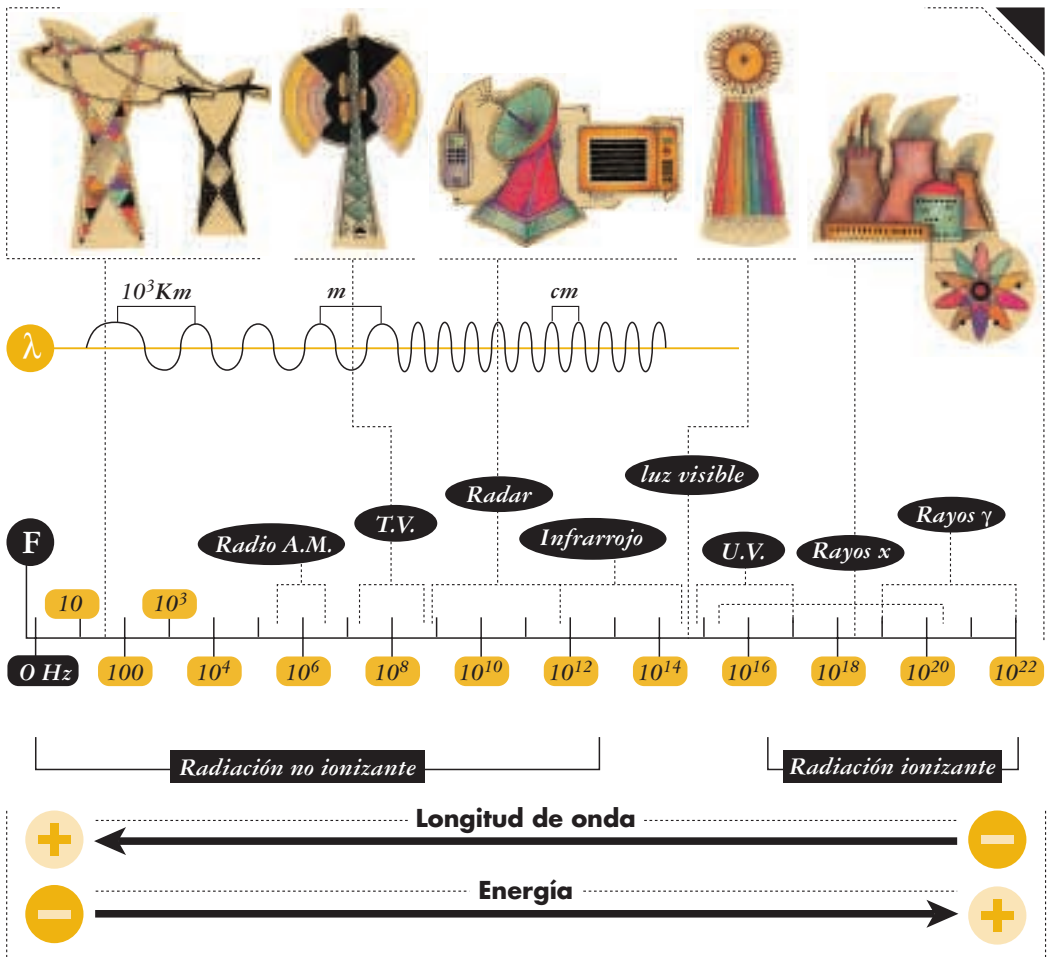 10³Km m cm
λ
luz visible
Radar
Rayos γ
T.V.
Infrarrojo
Radio A.M.
U.V.
Rayos x
F
10 10³
0 Hz 100 10⁴ 10⁶ 10⁸ 10¹⁰ 10¹² 10¹⁴ 10¹⁶ 10¹⁸ 10²⁰ 10²²
Radiación no ionizante Radiación ionizante
+ Longitud de onda −
− Energía +